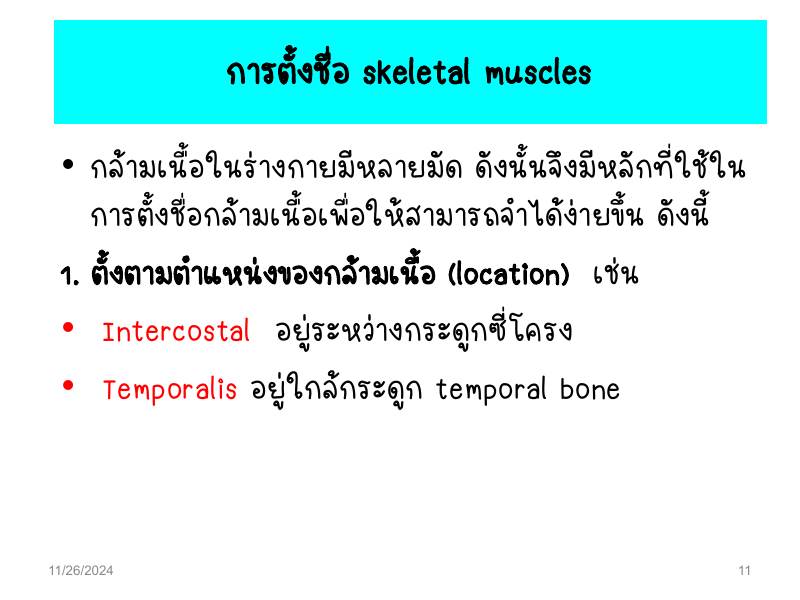 การตั้งชื่อ skeletal muscles
• กล้ามเนื้อในร่างกายมีหลายมัด ดังนั้นจึงมีหลักที่ใช้ใน
การตั้งชื่อกล้ามเนื้อเพื่อให้สามารถจำได้ง่ายขึ้น ดังนี้
1. ตั้งตามตำแหน่งของกล้ามเนื้อ (location) เช่น
• Intercostal อยู่ระหว่างกระดูกซี่โครง
• Temporalis อยู่ใกล้กระดูก temporal bone
11/26/2024
11